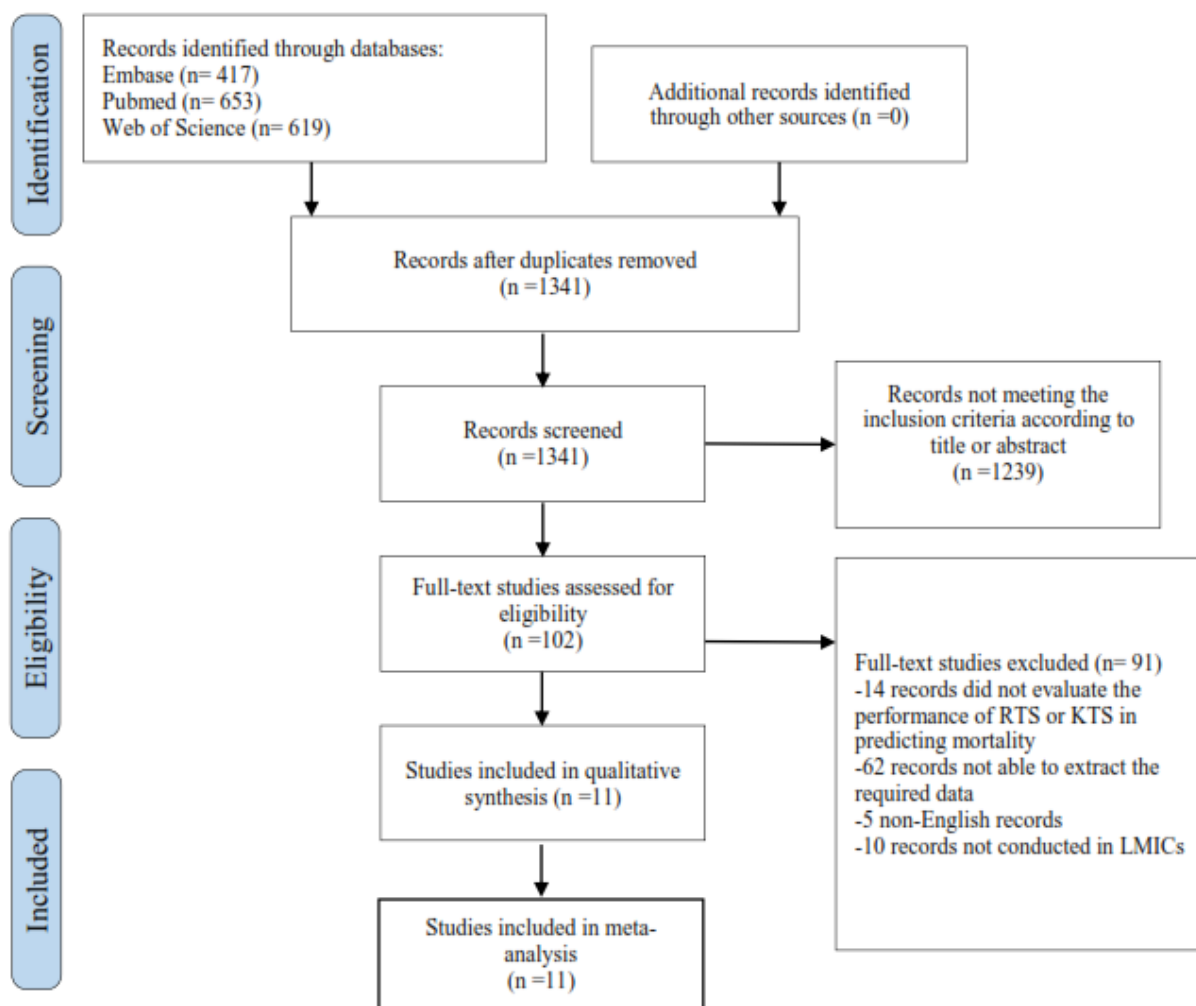 Identification
Records identified through databases:
Embase (n= 417)
Pubmed (n= 653)
Web of Science (n= 619)
Additional records identified
through other sources (n =0)
Records after duplicates removed
(n =1341)
Screening
Records screened
(n =1341)
Records not meeting the
inclusion criteria according to
title or abstract
(n =1239)
Eligibility
Full-text studies assessed for
eligibility
(n =102)
Full-text studies excluded (n= 91)
-14 records did not evaluate the
performance of RTS or KTS in
predicting mortality
-62 records not able to extract the
required data
-5 non-English records
-10 records not conducted in LMICs
Studies included in qualitative
synthesis (n =11)
Included
Studies included in meta-
analysis
(n =11)